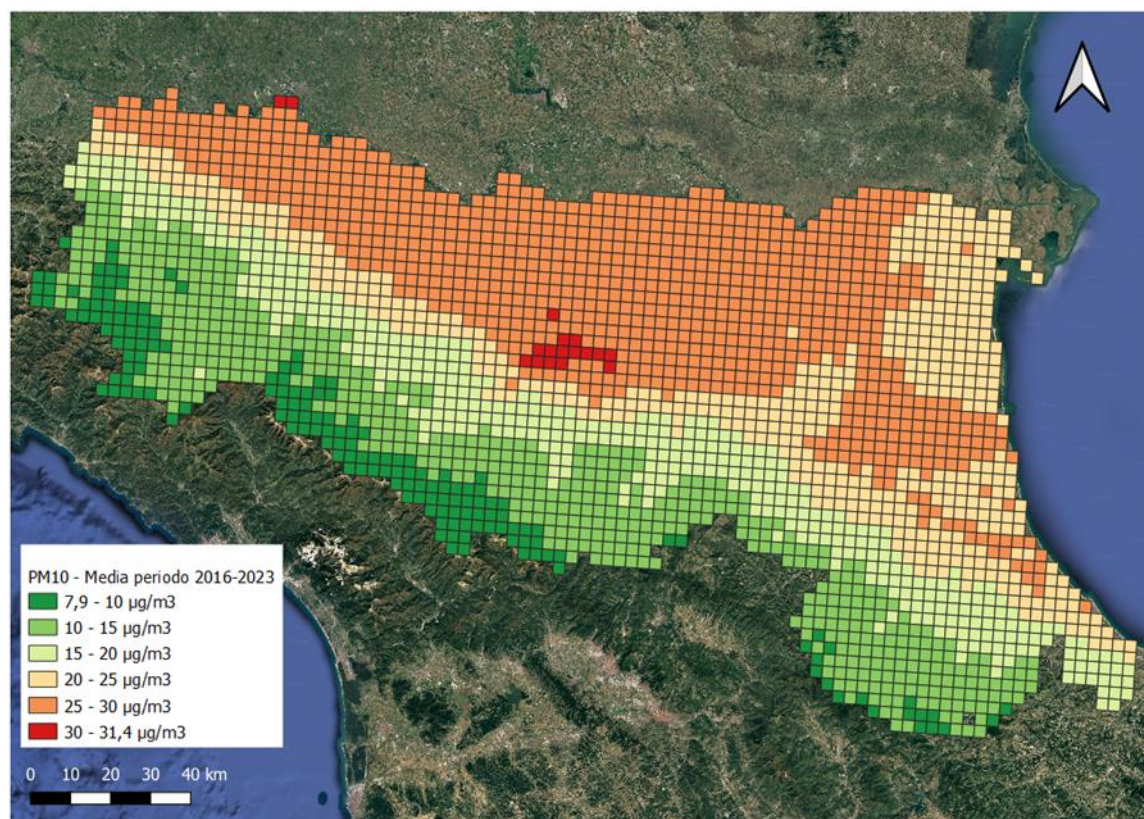 PM10 - Media periodo 2016-2023
7,9 - 10 µg/m3
10 - 15 µg/m3
15 - 20 µg/m3
20 - 25 µg/m3
25 - 30 µg/m3
30 - 31,4 µg/m3
0 10 20 30 40 km